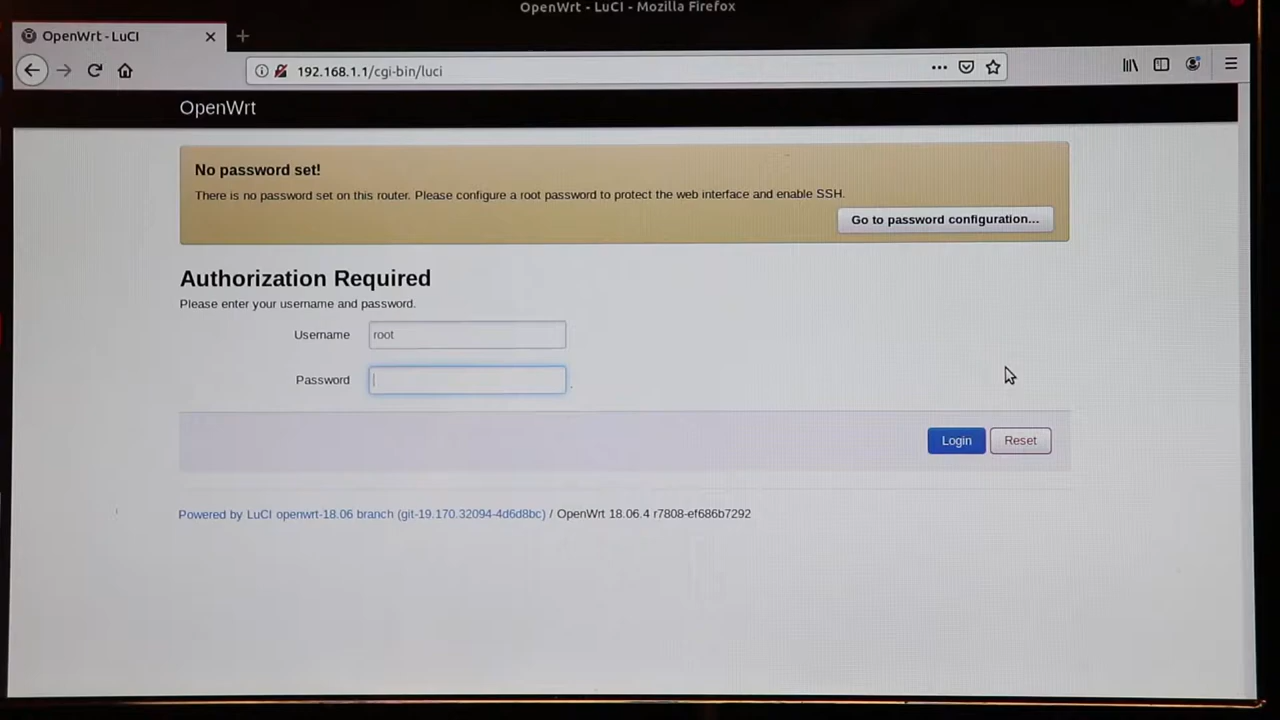 OpenWrt - LuCI - Mozilla Firefox
OpenWrt - LuCI
192.168.1.1/cgi-bin/luci
OpenWrt
No password set!
There is no password set on this router. Please configure a root password to protect the web interface and enable SSH.
Go to password configuration...
Authorization Required
Please enter your username and password.
Username root
Password
Login Reset
Powered by LuCI openwrt-18.06 branch (git-19.170.32094-4d6d8bc) / OpenWrt 18.06.4 r7808-ef686b7292